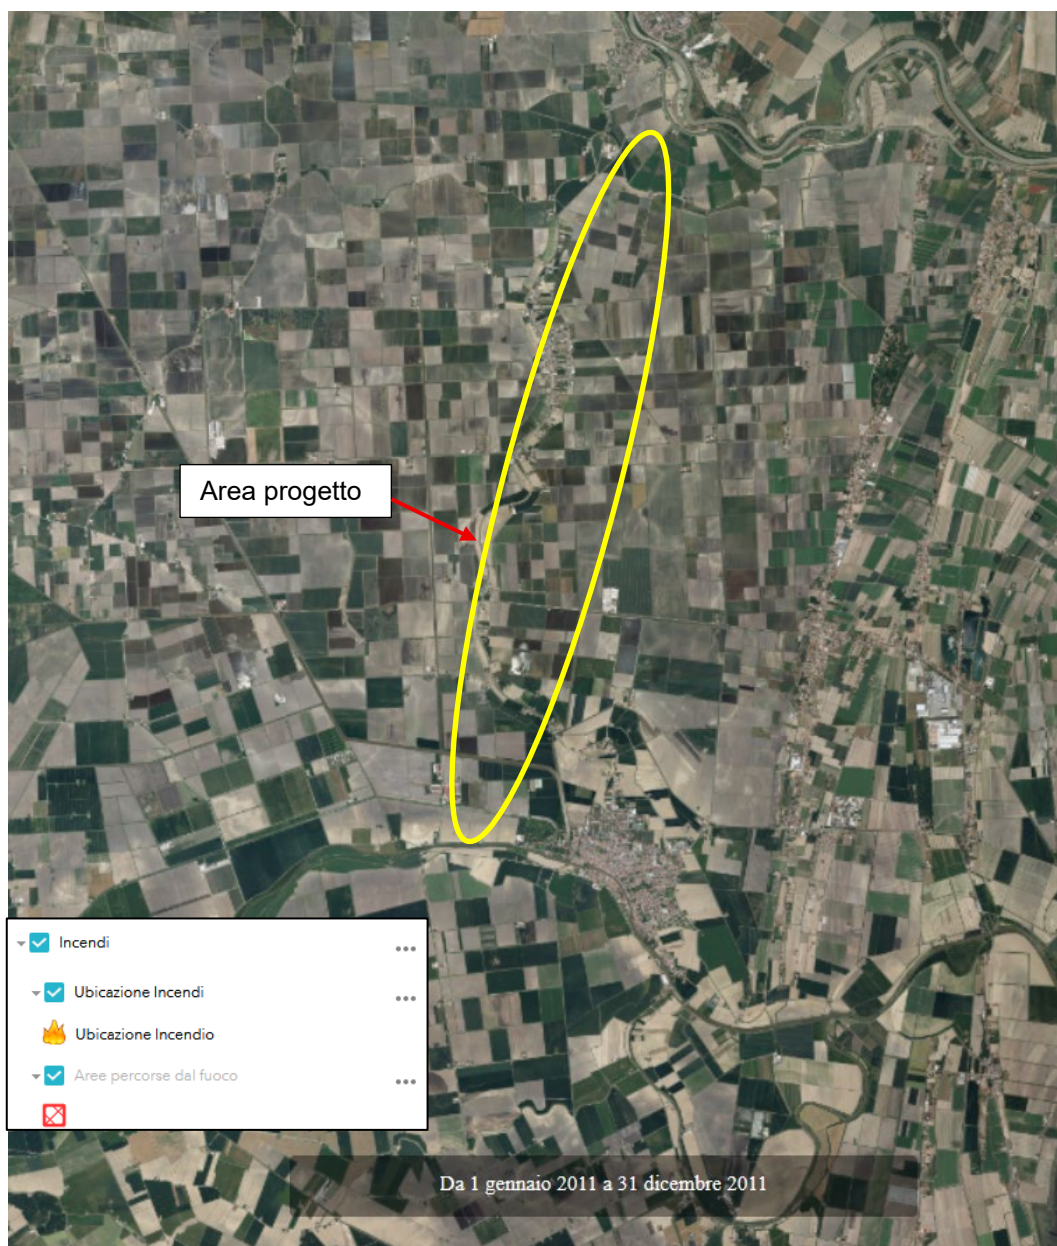 Area progetto
Incendi
Ubicazione Incendi
Ubicazione Incendio
Aree percorse dal fuoco
Da 1 gennaio 2011 a 31 dicembre 2011